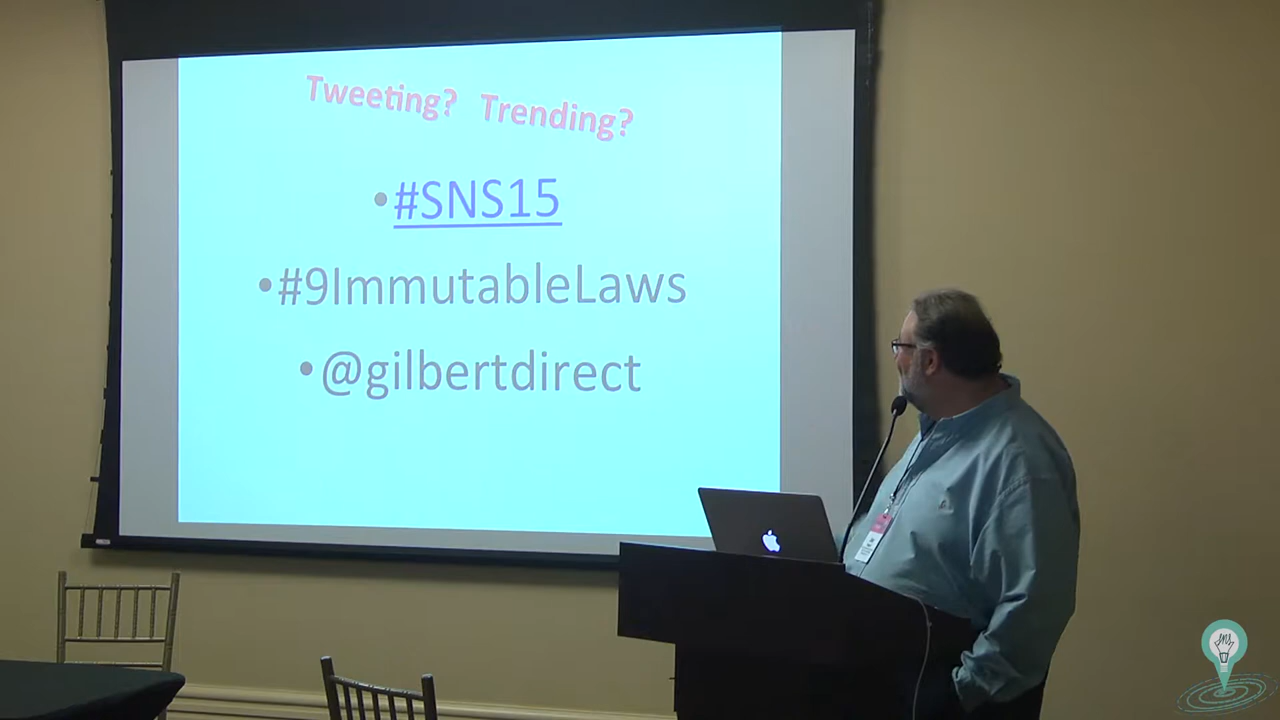 Tweeting? Trending?
•#SNS15
•#9ImmutableLaws
•@gilbertdirect